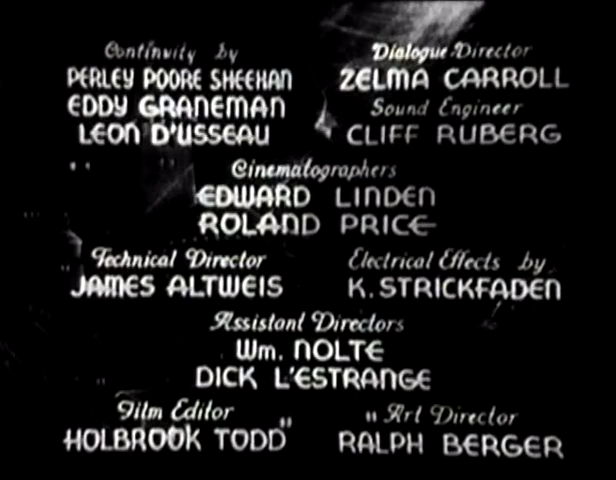 Continuity by
PERLEY POORE SHEEHAN
EDDY GRANEMAN
LEON D'USSEAU
Dialogue Director
ZELMA CARROLL
Sound Engineer
CLIFF RUBERG
Cinematographers
EDWARD LINDEN
ROLAND PRICE
Technical Director
JAMES ALTWEIS
Electrical Effects by
K. STRICKFADEN
Assistant Directors
Wm. NOLTE
DICK L'ESTRANGE
Film Editor
HOLBROOK TODD
Art Director
RALPH BERGER